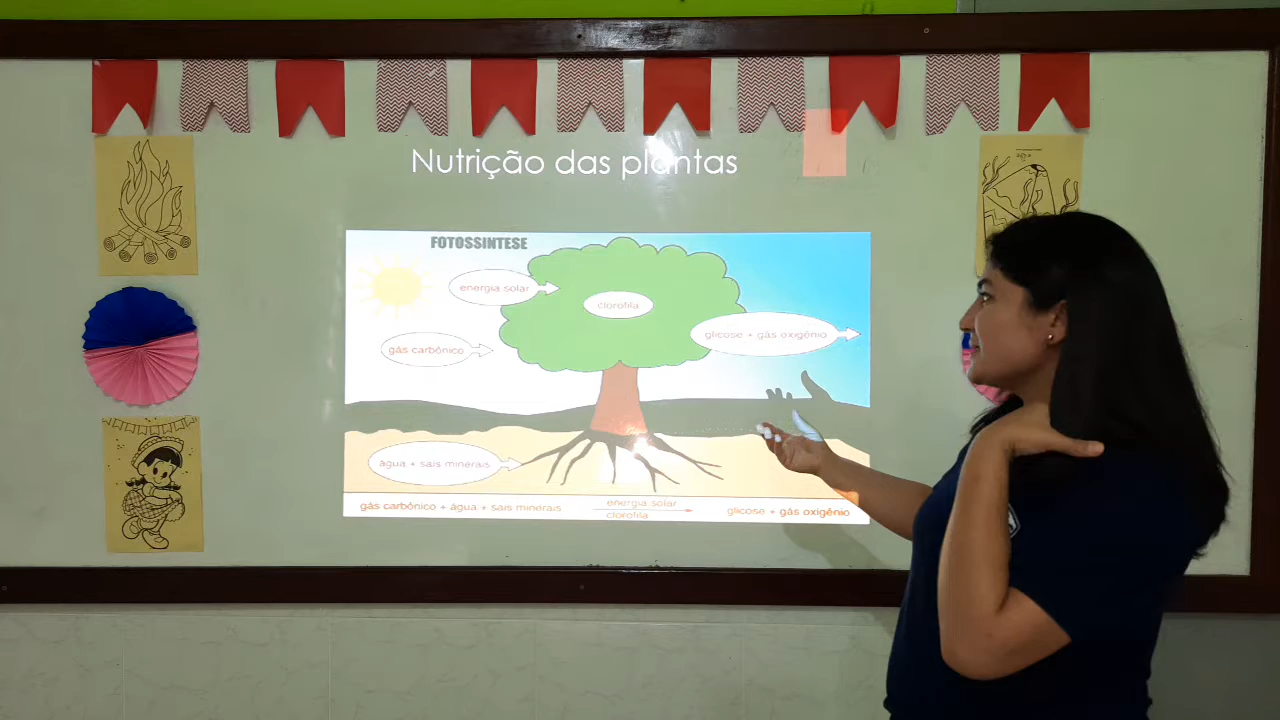 Nutrição das plantas
FOTOSSINTESE
energia solar
clorofila
gás carbônico
glicose + gás oxigênio
água + sais minerais
gás carbônico + água + sais minerais
energia solar
clorofila
glicose + gás oxigênio